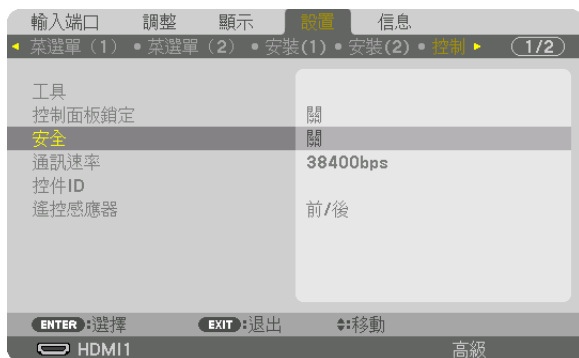 輸入端口 調整 顯示 設置 信息
◂ 菜選單（1） ● 菜選單（2） ● 安裝(1) ● 安裝(2) ● 控制 ▸ 1/2
工具
控制面板鎖定 關
安全 關
通訊速率 38400bps
控件ID
遙控感應器 前/後
ENTER:選擇 EXIT:退出 ♦:移動
HDMI1 高級